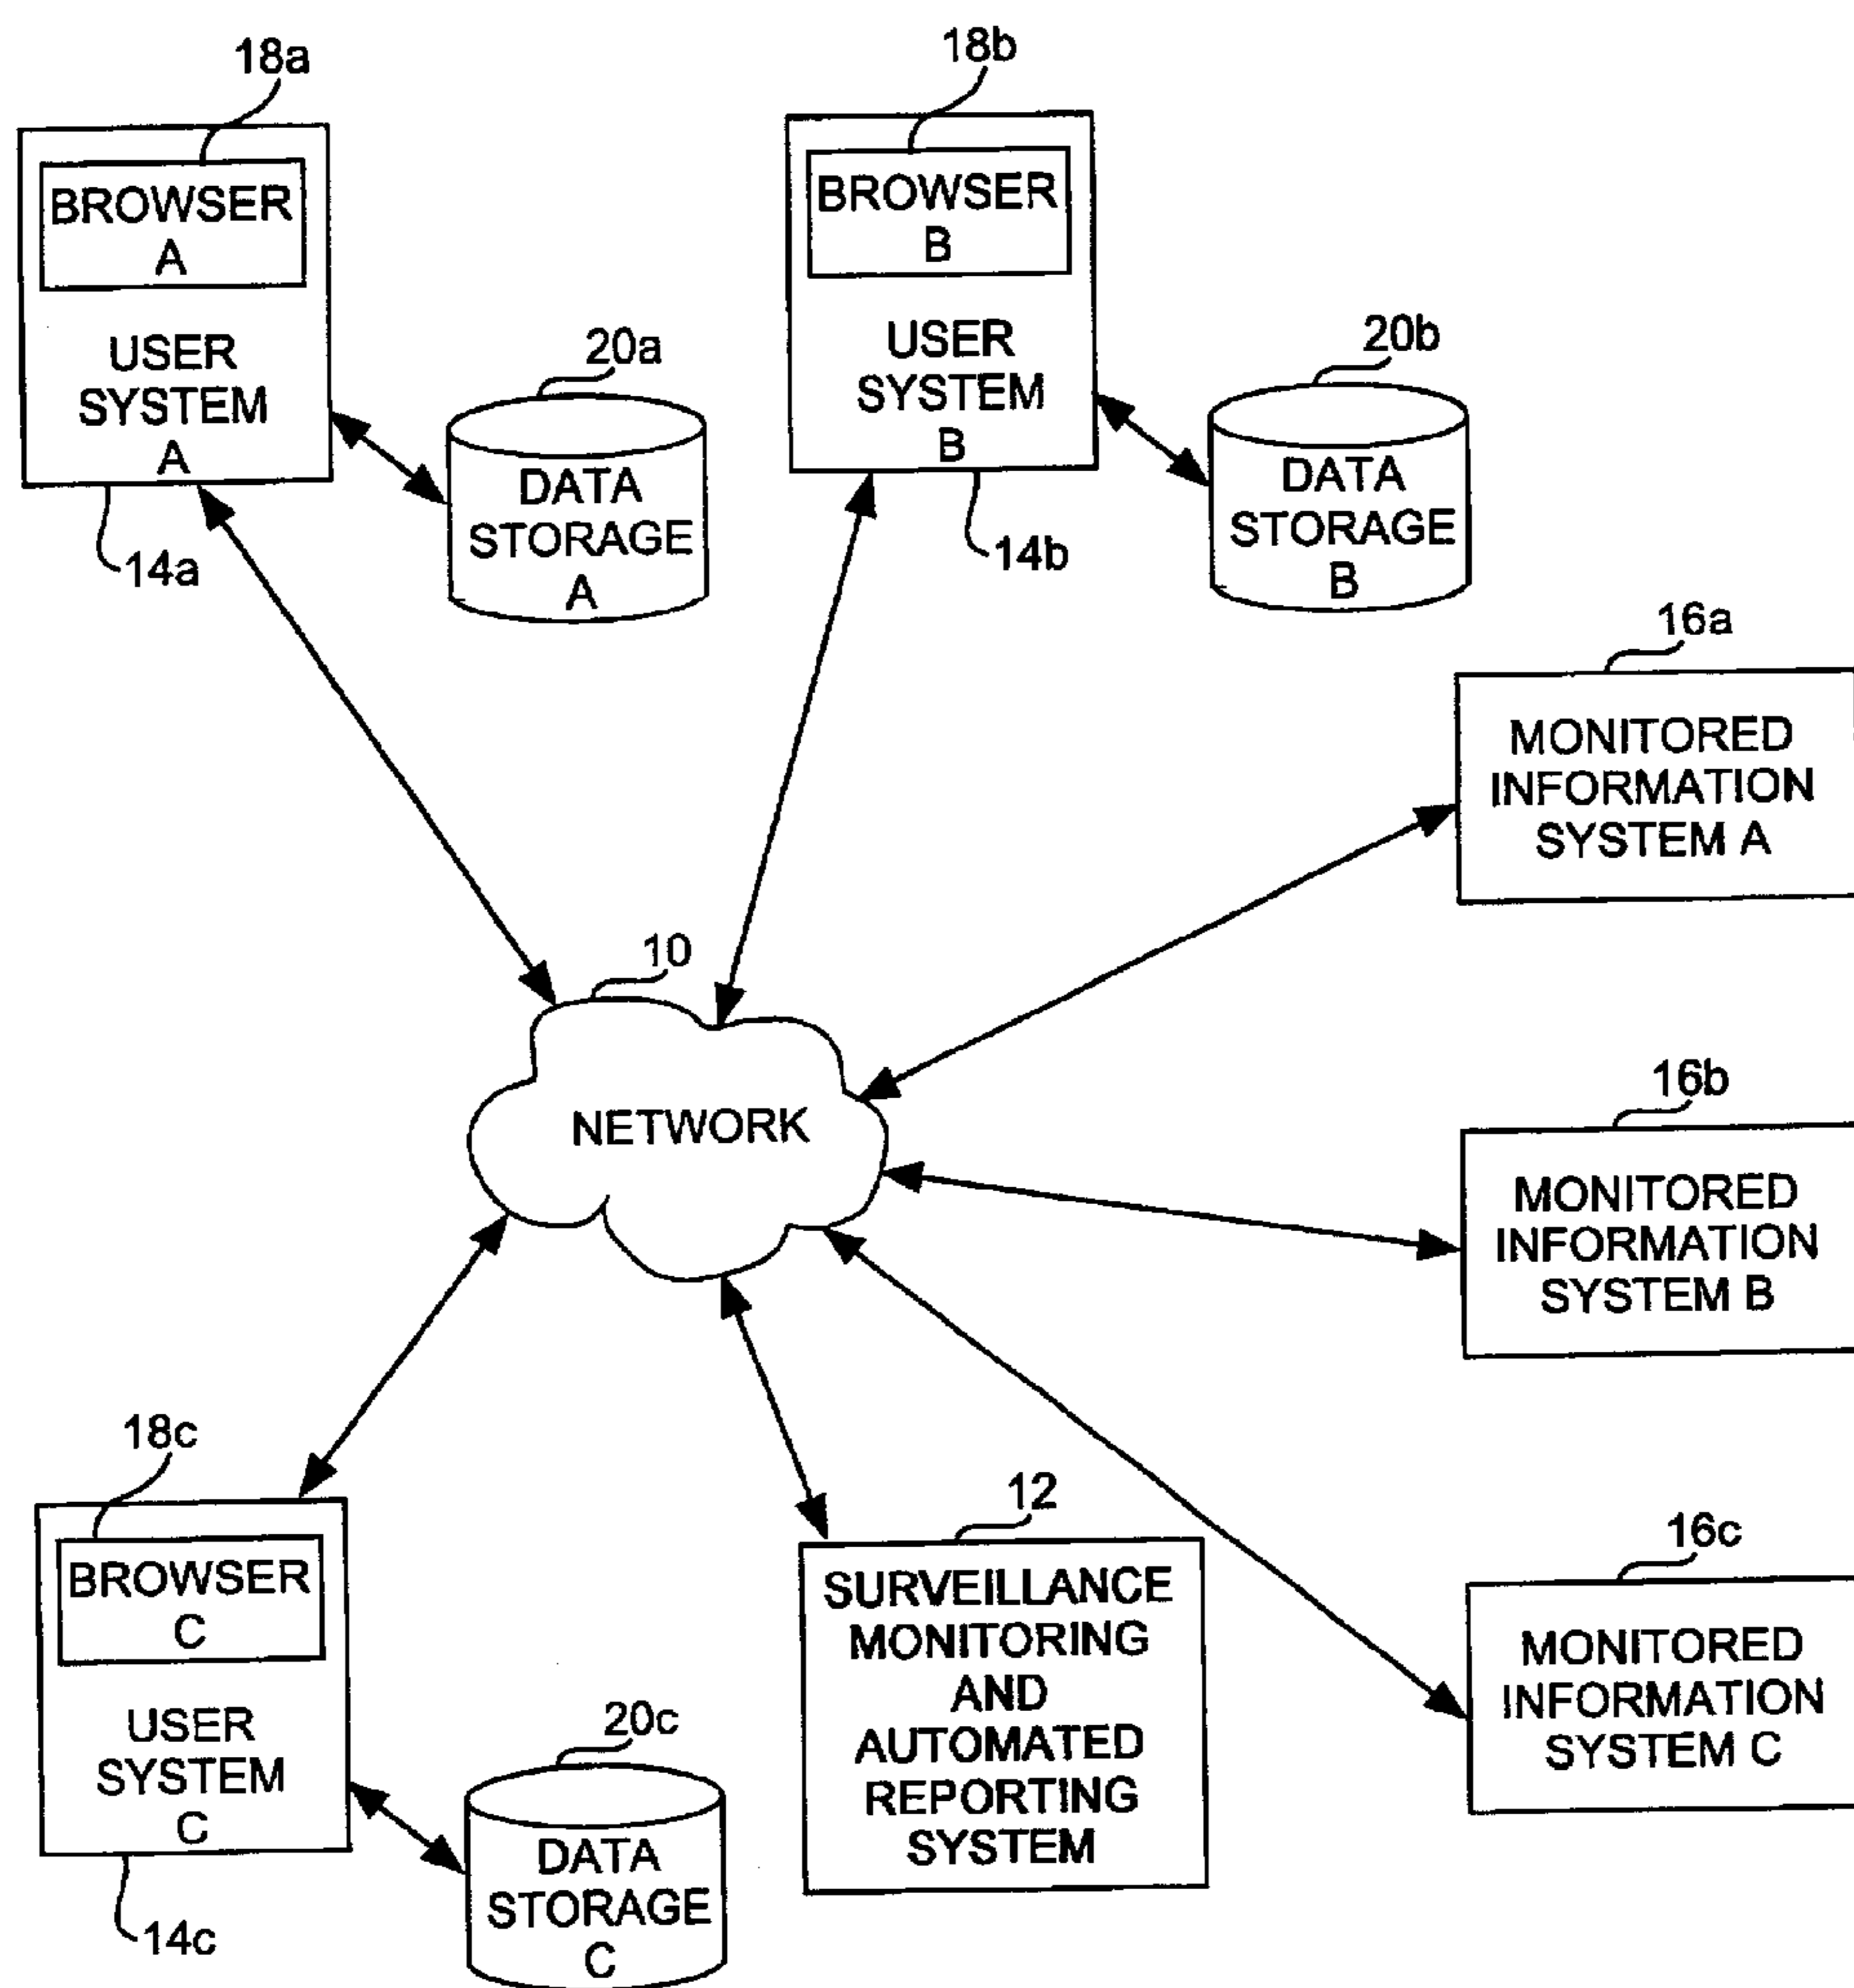 18a
18b
BROWSER
A
USER
SYSTEM
A
14a
20a
DATA
STORAGE
A
BROWSER
B
USER
SYSTEM
B
14b
20b
DATA
STORAGE
B
16a
MONITORED
INFORMATION
SYSTEM A
10
NETWORK
16b
MONITORED
INFORMATION
SYSTEM B
18c
BROWSER
C
USER
SYSTEM
C
14c
20c
DATA
STORAGE
C
12
SURVEILLANCE
MONITORING
AND
AUTOMATED
REPORTING
SYSTEM
16c
MONITORED
INFORMATION
SYSTEM C